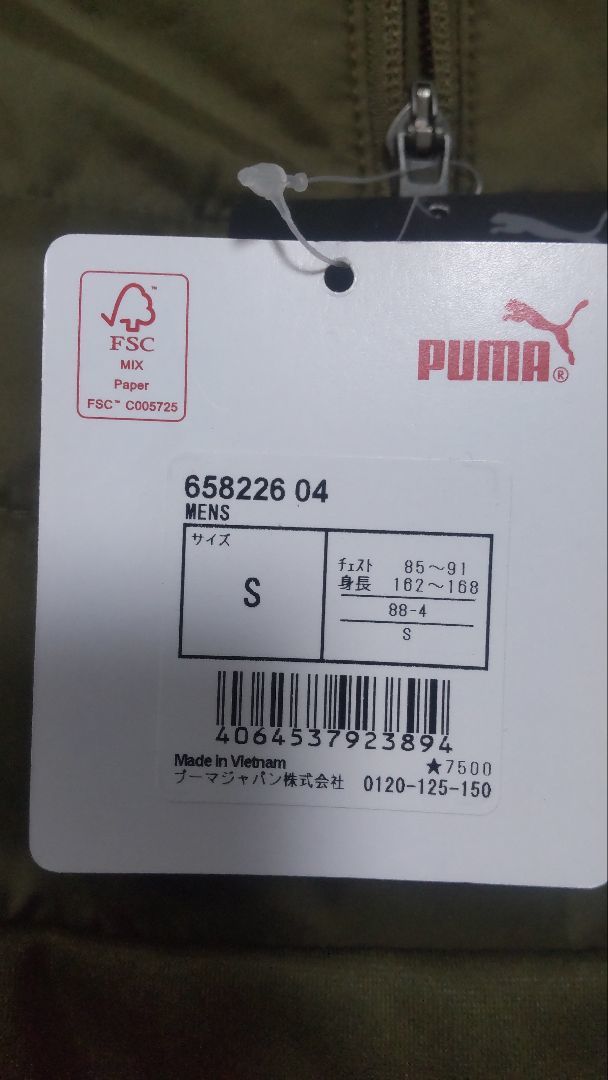 FSC™
MIX
Paper
FSC™ C005725
PUMA®
658226 04
MENS
サイズ
S
チェスト 85〜91
身長 162〜168
88-4
S
4064537923894
Made in Vietnam
★7500
プーマジャパン株式会社 0120-125-150